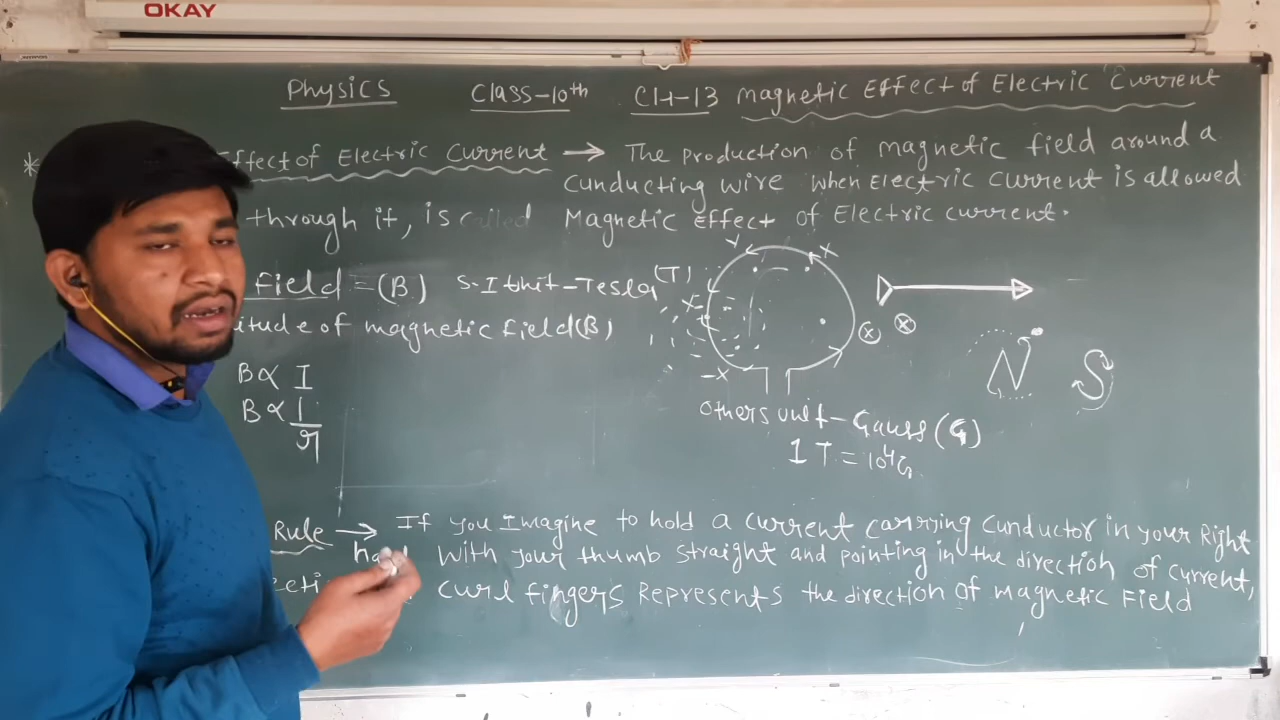 OKAY
Physics Class-10th CH-13 Magnetic Effect of Electric Current
* Effect of Electric Current → The Production of magnetic field around a
Cunducting wire when Electric Current is allowed
through it, is called Magnetic Effect of Electric current.
field = (B) S.I Unit-Tesla(T)
itude of magnetic field(B)
B∝ I
B∝ 1/r
x
-x
N S
Others unit-Gauss(G)
1 T = 10⁴G
Rule → If you Imagine to hold a current carrying Cunductor in your Right
hand with your thumb straight and pointing in the direction of current,
curl fingers Represents the direction of magnetic Field